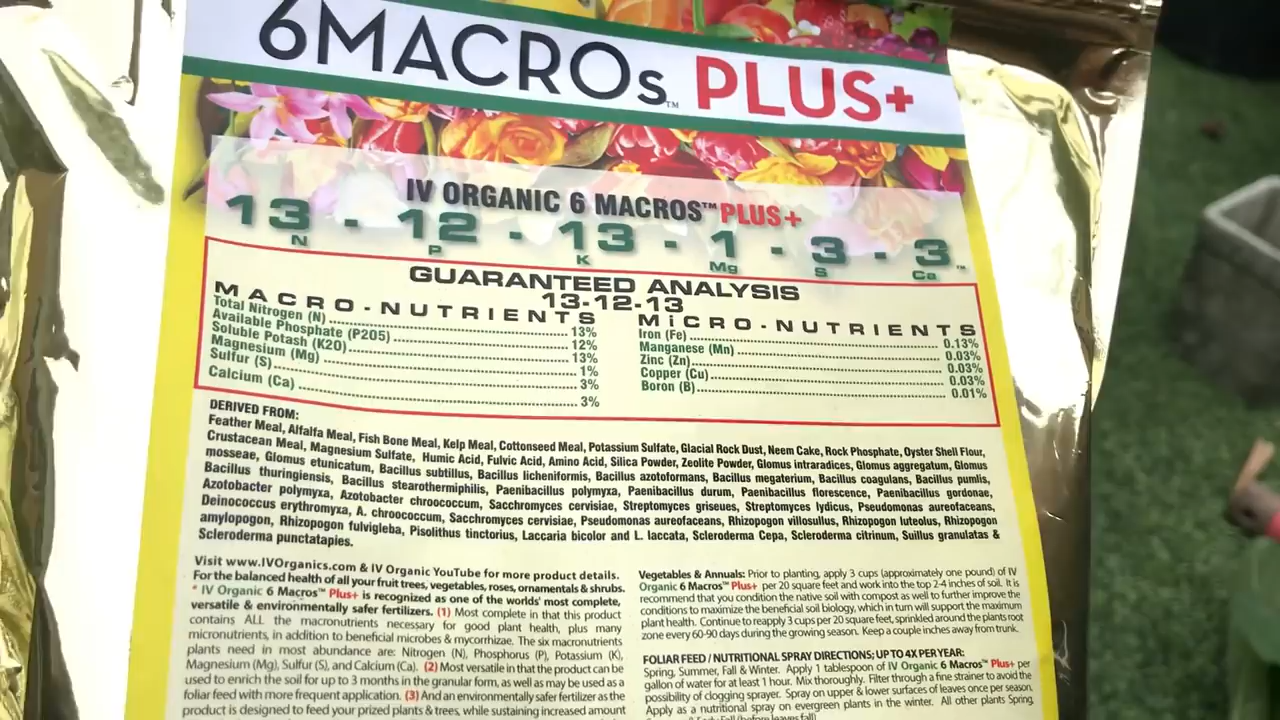 6MACROs™ PLUS+
IV ORGANIC 6 MACROS™ PLUS+
13 - 12 - 13 - 1 - 3 - 3™
N P K Mg S Ca
GUARANTEED ANALYSIS
13-12-13
MACRO-NUTRIENTS
Total Nitrogen (N) 13%
Available Phosphate (P205) 12%
Soluble Potash (K20) 13%
Magnesium (Mg) 1%
Sulfur (S) 3%
Calcium (Ca) 3%
MiCRO-NUTRIENTS
Iron (Fe) 0.13%
Manganese (Mn) 0.03%
Zinc (Zn) 0.03%
Copper (Cu) 0.03%
Boron (B) 0.01%
DERIVED FROM:
Feather Meal, Alfalfa Meal, Fish Bone Meal, Kelp Meal, Cottonseed Meal, Potassium Sulfate, Glacial Rock Dust, Neem Cake, Rock Phosphate, Oyster Shell Flour,
Crustacean Meal, Magnesium Sulfate, Humic Acid, Fulvic Acid, Amino Acid, Silica Powder, Zeolite Powder, Glomus intraradices, Glomus aggregatum, Glomus
mosseae, Glomus etunicatum, Bacillus subtillus, Bacillus licheniformis, Bacillus azotoformans, Bacillus megaterium, Bacillus coagulans, Bacillus pumlis,
Bacillus thuringiensis, Bacillus stearothermiphilis, Paenibacillus polymyxa, Paenibacillus durum, Paenibacillus florescence, Paenibacillus gordonae,
Azotobacter polymyxa, Azotobacter chroococcum, Sacchromyces cervisiae, Streptomyces griseues, Streptomyces lydicus, Pseudomonas aureofaceans,
Deinococcus erythromyxa, A. chroococcum, Sacchromyces cervisiae, Pseudomonas aureofaceans, Rhizopogon villosullus, Rhizopogon luteolus, Rhizopogon
amylopogon, Rhizopogon fulvigleba, Pisolithus tinctorius, Laccaria bicolor and L. laccata, Scleroderma Cepa, Scleroderma citrinum, Suillus granulatas &
Scleroderma punctatapies.
Visit www.IVOrganics.com & IV Organic YouTube for more product details.
For the balanced health of all your fruit trees, vegetables, roses, ornamentals & shrubs.
* IV Organic 6 Macros™ Plus+ is recognized as one of the worlds' most complete,
versatile & environmentally safer fertilizers. (1) Most complete in that this product
contains ALL the macronutrients necessary for good plant health, plus many
micronutrients, in addition to beneficial microbes & mycorrhizae. The six macronutrients
plants need in most abundance are: Nitrogen (N), Phosphorus (P), Potassium (K),
Magnesium (Mg), Sulfur (S), and Calcium (Ca). (2) Most versatile in that the product can be
used to enrich the soil for up to 3 months in the granular form, as well as may be used as a
foliar feed with more frequent application. (3) And an environmentally safer fertilizer as the
product is designed to feed your prized plants & trees, while sustaining increased amount
Vegetables & Annuals: Prior to planting, apply 3 cups (approximately one pound) of IV
Organic 6 Macros™ Plus+ per 20 square feet and work into the top 2-4 inches of soil. It is
recommend that you condition the native soil with compost as well to further improve the
conditions to maximize the beneficial soil biology, which in turn will support the maximum
plant health. Continue to reapply 3 cups per 20 square feet, sprinkled around the plants root
zone every 60-90 days during the growing season. Keep a couple inches away from trunk.
FOLIAR FEED / NUTRITIONAL SPRAY DIRECTIONS; UP TO 4X PER YEAR:
Spring, Summer, Fall & Winter. Apply 1 tablespoon of IV Organic 6 Macros™ Plus+ per
gallon of water for at least 1 hour. Mix thoroughly. Filter through a fine strainer to avoid the
possibility of clogging sprayer. Spray on upper & lower surfaces of leaves once per season.
Apply as a nutritional spray on evergreen plants in the winter. All other plants Spring,
(before leaves fall)